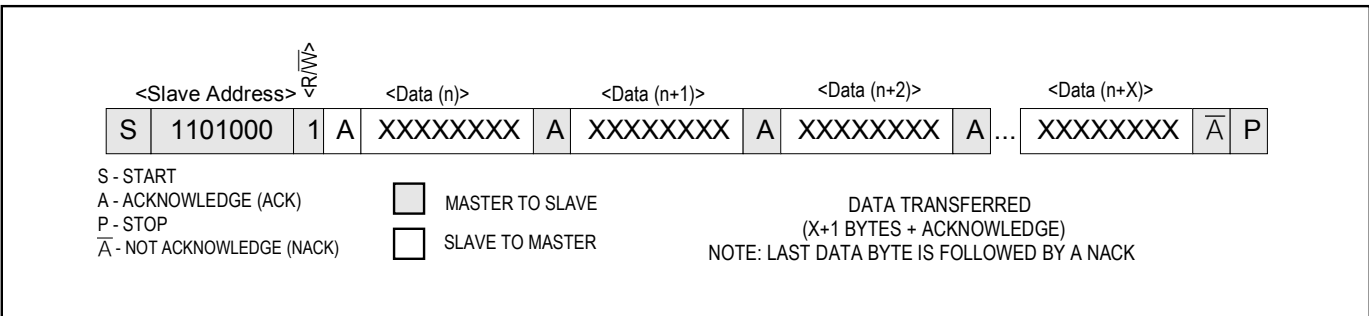 <R/W̅>
<Slave Address> <Data (n)> <Data (n+1)> <Data (n+2)> <Data (n+X)>
S 1101000 1 A XXXXXXXX A XXXXXXXX A XXXXXXXX A ... XXXXXXXX A̅ P
S - START
A - ACKNOWLEDGE (ACK)
P - STOP
A̅ - NOT ACKNOWLEDGE (NACK)
MASTER TO SLAVE
SLAVE TO MASTER
DATA TRANSFERRED
(X+1 BYTES + ACKNOWLEDGE)
NOTE: LAST DATA BYTE IS FOLLOWED BY A NACK